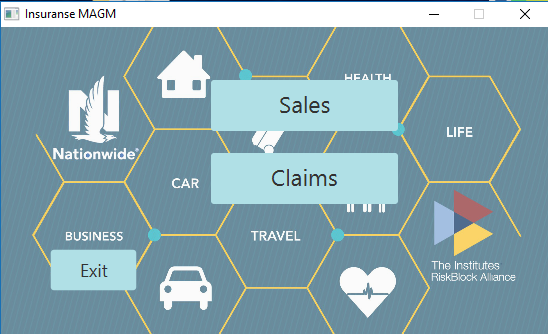 Insuranse MAGM
HEALTH
Sales
Nationwide®
LIFE
CAR
Claims
BUSINESS
TRAVEL
Exit
The Institutes
RiskBlock Alliance